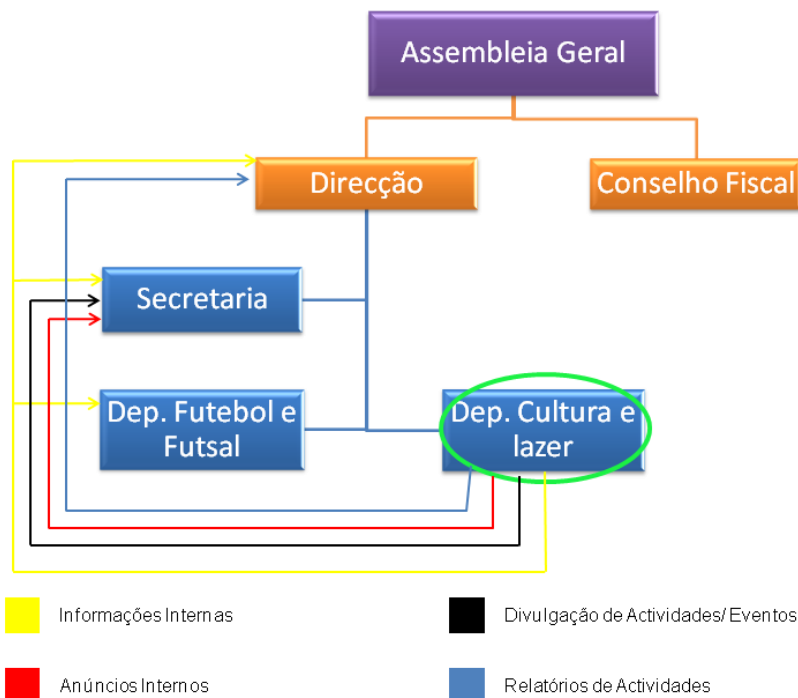 Assembleia Geral
Direcção
Conselho Fiscal
Secretaria
Dep. Futebol e
Futsal
Dep. Cultura e
lazer
Informações Internas
Divulgação de Actividades/ Eventos
Anúncios Internos
Relatórios de Actividades